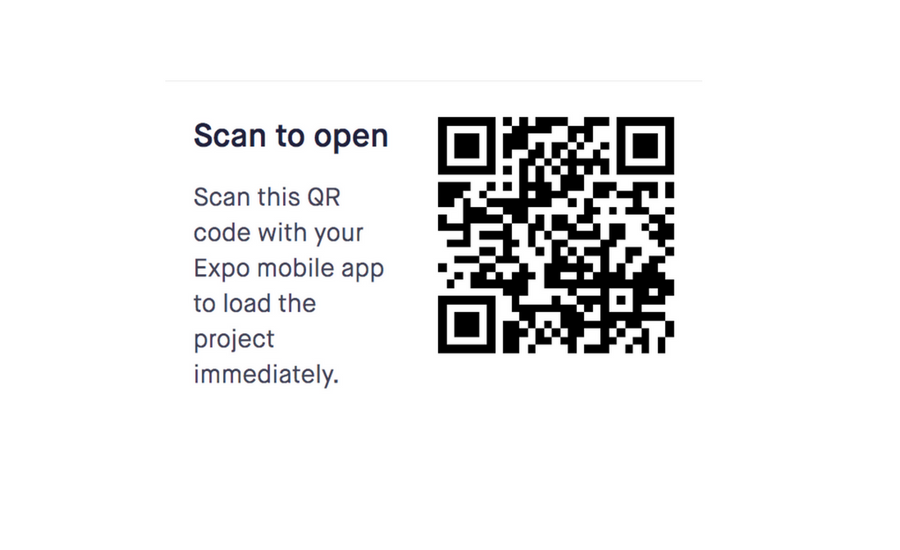 Scan to open
Scan this QR
code with your
Expo mobile app
to load the
project
immediately.